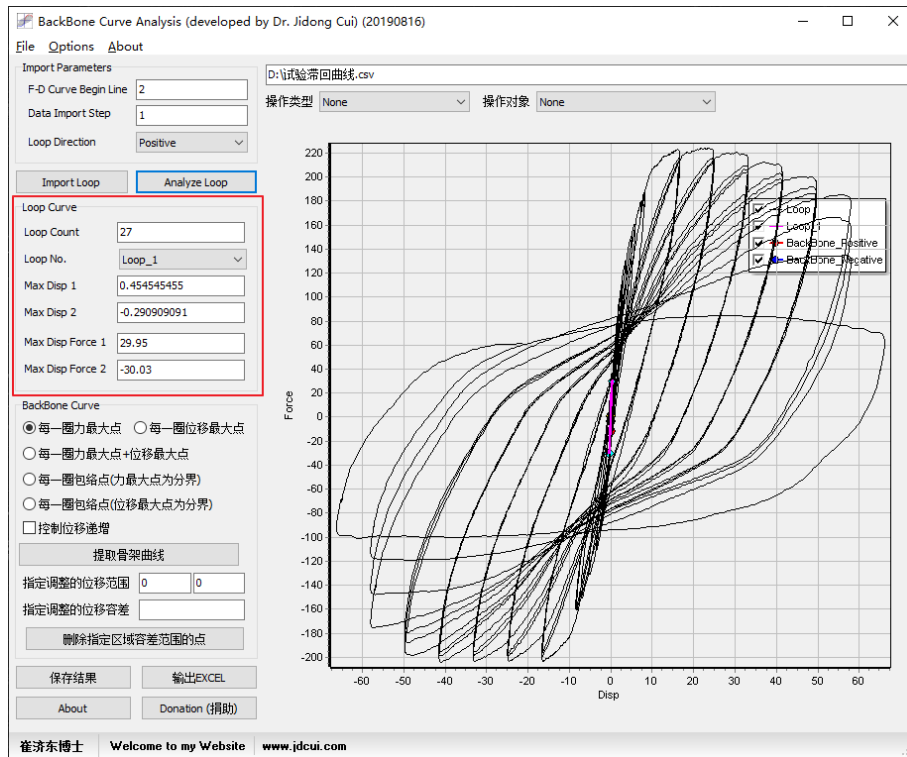 BackBone Curve Analysis (developed by Dr. Jidong Cui) (20190816)
File Options About
Import Parameters
F-D Curve Begin Line 2
Data Import Step 1
Loop Direction Positive
Import Loop Analyze Loop
Loop Curve
Loop Count 27
Loop No. Loop_1
Max Disp 1 0.454545455
Max Disp 2 -0.290909091
Max Disp Force 1 29.95
Max Disp Force 2 -30.03
BackBone Curve
每一圈力最大点 每一圈位移最大点
每一圈力最大点+位移最大点
每一圈包络点(力最大点为分界)
每一圈包络点(位移最大点为分界)
控制位移递增
提取骨架曲线
指定调整的位移范围 0 0
指定调整的位移容差
删除指定区域容差范围的点
保存结果 输出EXCEL
About Donation (捐助)
D:\试验滞回曲线.csv
操作类型 None 操作对象 None
220
200
180
160
140
120
100
80
60
40
20
0
-20
-40
-60
-80
-100
-120
-140
-160
-180
-200
Force
Loop
Loop_1
BackBone_Positive
BackBone_Negative
-60 -50 -40 -30 -20 -10 0 10 20 30 40 50 60
Disp
崔济东博士 Welcome to my Website www.jdcui.com